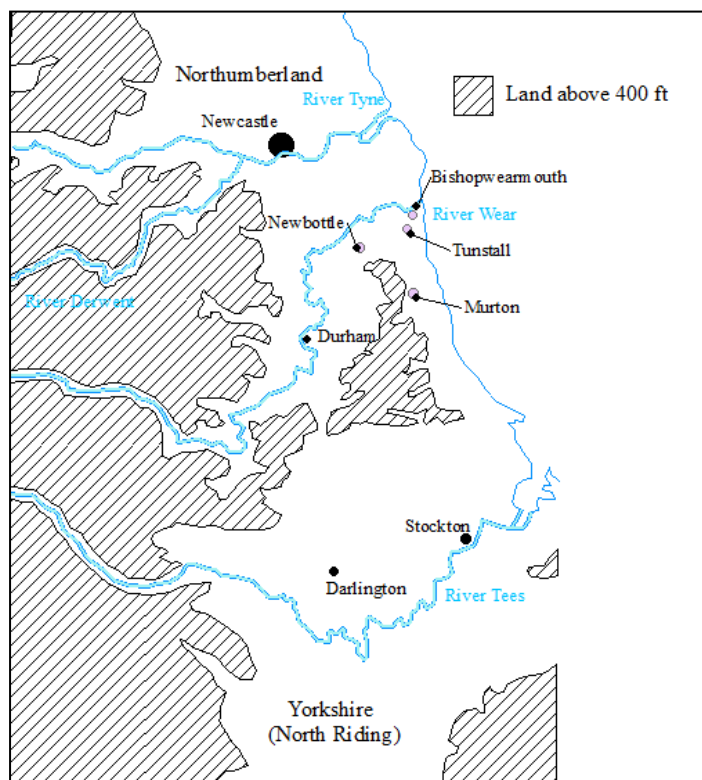 Northumberland
River Tyne
Land above 400 ft
Newcastle
Bishopwearmouth
River Wear
Newbottle
Tunstall
River Derwent
Murton
Durham
Stockton
Darlington
River Tees
Yorkshire
(North Riding)